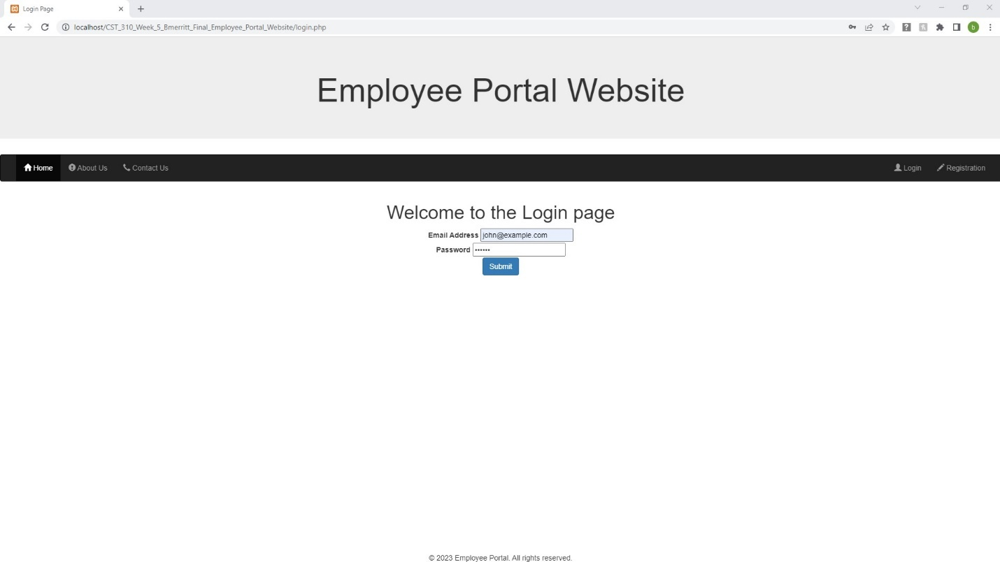 Login Page
localhost/CST_310_Week_5_Bmerritt_Final_Employee_Portal_Website/login.php
b
Employee Portal Website
Home About Us Contact Us Login Registration
Welcome to the Login page
Email Address john@example.com
Password ••••••
Submit
© 2023 Employee Portal. All rights reserved.